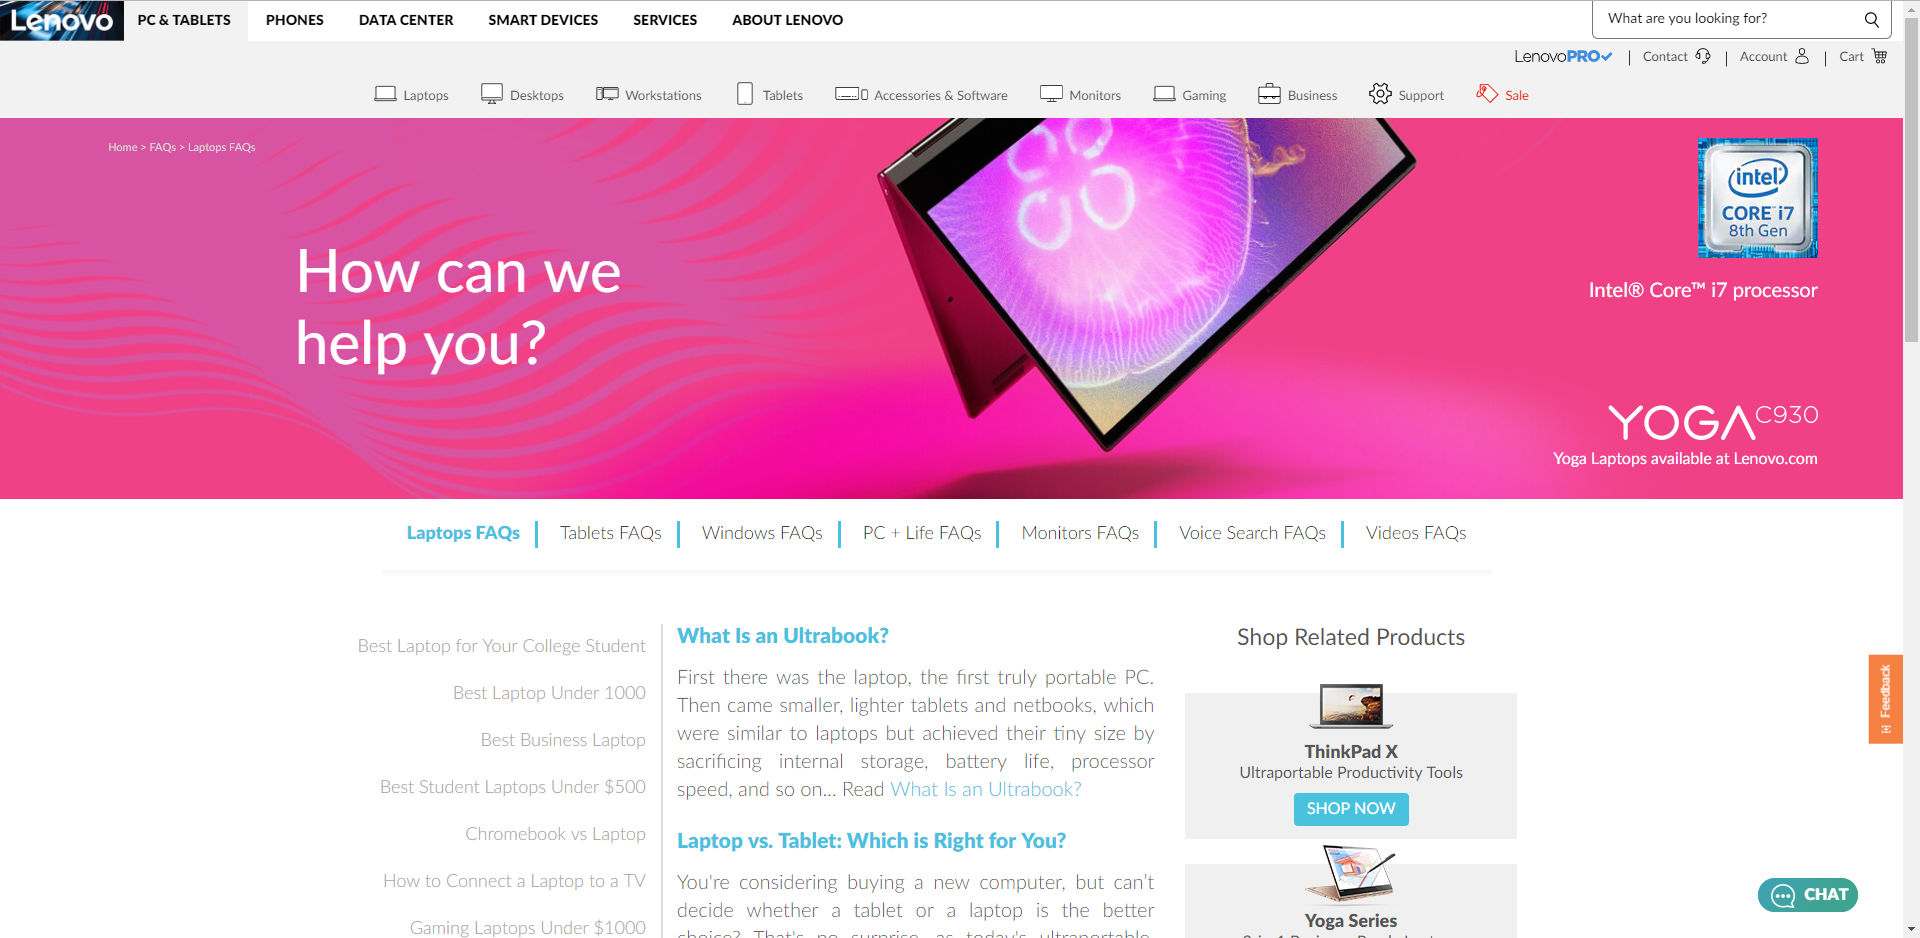 Lenovo
PC & TABLETS
PHONES
DATA CENTER
SMART DEVICES
SERVICES
ABOUT LENOVO
What are you looking for?
LenovoPRO
Contact
Account
Cart
Laptops
Desktops
Workstations
Tablets
Accessories & Software
Monitors
Gaming
Business
Support
Sale
Home > FAQs > Laptops FAQs
How can we
help you?
intel®
CORE™ i7
8th Gen
Intel® Core™ i7 processor
YOGA C930
Yoga Laptops available at Lenovo.com
Laptops FAQs
Tablets FAQs
Windows FAQs
PC + Life FAQs
Monitors FAQs
Voice Search FAQs
Videos FAQs
Best Laptop for Your College Student
Best Laptop Under 1000
Best Business Laptop
Best Student Laptops Under $500
Chromebook vs Laptop
How to Connect a Laptop to a TV
Gaming Laptops Under $1000
What Is an Ultrabook?
First there was the laptop, the first truly portable PC.
Then came smaller, lighter tablets and netbooks, which
were similar to laptops but achieved their tiny size by
sacrificing internal storage, battery life, processor
speed, and so on... Read What Is an Ultrabook?
Laptop vs. Tablet: Which is Right for You?
You're considering buying a new computer, but can't
decide whether a tablet or a laptop is the better
choice? That's no surprise, as today's ultraportable,
Shop Related Products
ThinkPad X
Ultraportable Productivity Tools
SHOP NOW
Yoga Series
[+] Feedback
CHAT